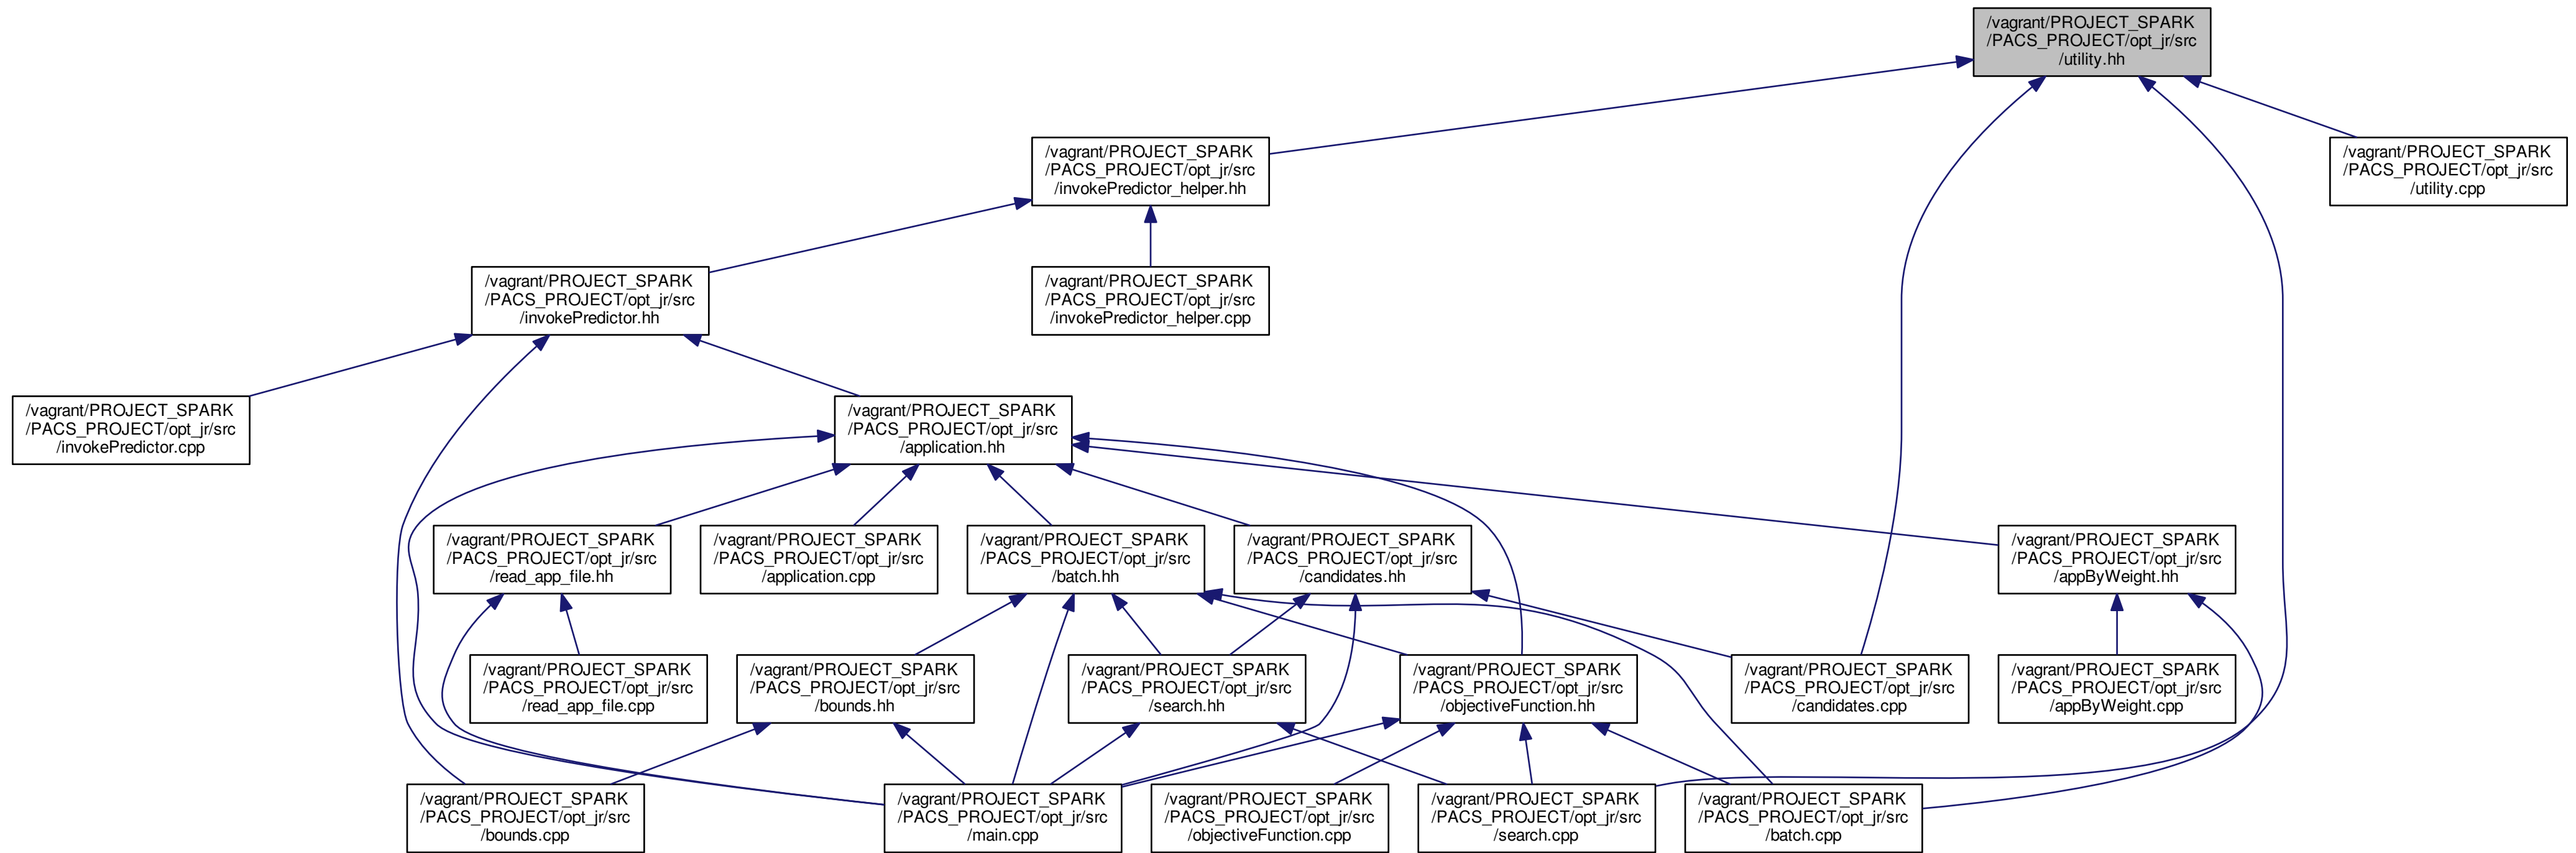 /vagrant/PROJECT_SPARK
/PACS_PROJECT/opt_jr/src
/utility.hh
/vagrant/PROJECT_SPARK
/PACS_PROJECT/opt_jr/src
/invokePredictor_helper.hh
/vagrant/PROJECT_SPARK
/PACS_PROJECT/opt_jr/src
/utility.cpp
/vagrant/PROJECT_SPARK
/PACS_PROJECT/opt_jr/src
/invokePredictor.hh
/vagrant/PROJECT_SPARK
/PACS_PROJECT/opt_jr/src
/invokePredictor_helper.cpp
/vagrant/PROJECT_SPARK
/PACS_PROJECT/opt_jr/src
/invokePredictor.cpp
/vagrant/PROJECT_SPARK
/PACS_PROJECT/opt_jr/src
/application.hh
/vagrant/PROJECT_SPARK
/PACS_PROJECT/opt_jr/src
/read_app_file.hh
/vagrant/PROJECT_SPARK
/PACS_PROJECT/opt_jr/src
/application.cpp
/vagrant/PROJECT_SPARK
/PACS_PROJECT/opt_jr/src
/batch.hh
/vagrant/PROJECT_SPARK
/PACS_PROJECT/opt_jr/src
/candidates.hh
/vagrant/PROJECT_SPARK
/PACS_PROJECT/opt_jr/src
/appByWeight.hh
/vagrant/PROJECT_SPARK
/PACS_PROJECT/opt_jr/src
/read_app_file.cpp
/vagrant/PROJECT_SPARK
/PACS_PROJECT/opt_jr/src
/bounds.hh
/vagrant/PROJECT_SPARK
/PACS_PROJECT/opt_jr/src
/search.hh
/vagrant/PROJECT_SPARK
/PACS_PROJECT/opt_jr/src
/objectiveFunction.hh
/vagrant/PROJECT_SPARK
/PACS_PROJECT/opt_jr/src
/candidates.cpp
/vagrant/PROJECT_SPARK
/PACS_PROJECT/opt_jr/src
/appByWeight.cpp
/vagrant/PROJECT_SPARK
/PACS_PROJECT/opt_jr/src
/bounds.cpp
/vagrant/PROJECT_SPARK
/PACS_PROJECT/opt_jr/src
/main.cpp
/vagrant/PROJECT_SPARK
/PACS_PROJECT/opt_jr/src
/objectiveFunction.cpp
/vagrant/PROJECT_SPARK
/PACS_PROJECT/opt_jr/src
/search.cpp
/vagrant/PROJECT_SPARK
/PACS_PROJECT/opt_jr/src
/batch.cpp